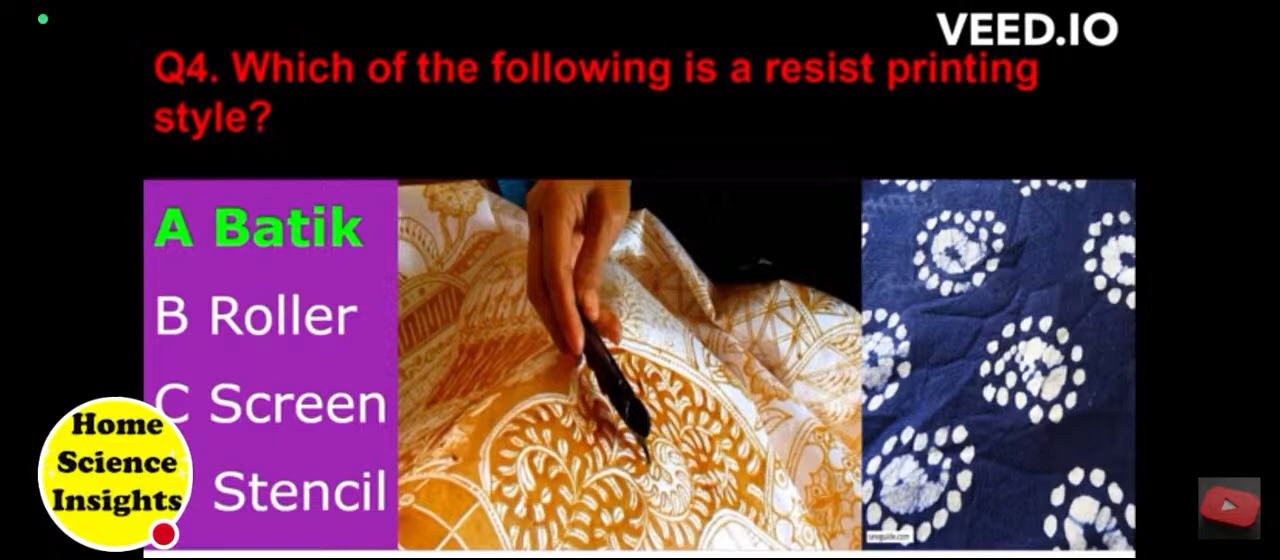 VEED.IO
Q4. Which of the following is a resist printing
style?
A Batik
B Roller
C Screen
Stencil
Home
Science
Insights